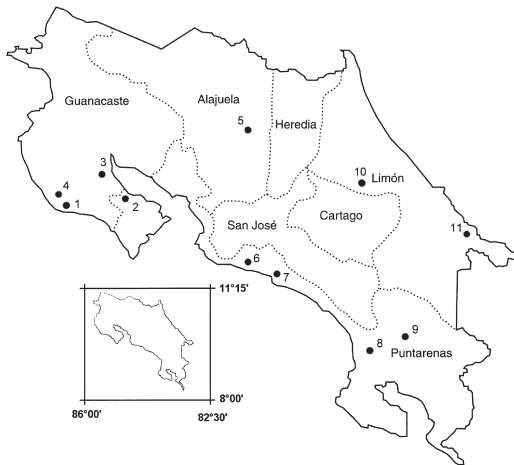 Guanacaste
Alajuela
Heredia
5
3
4
1
2
10
Limón
San José
Cartago
11
6
7
11°15'
8
9
Puntarenas
8°00'
86°00'
82°30'